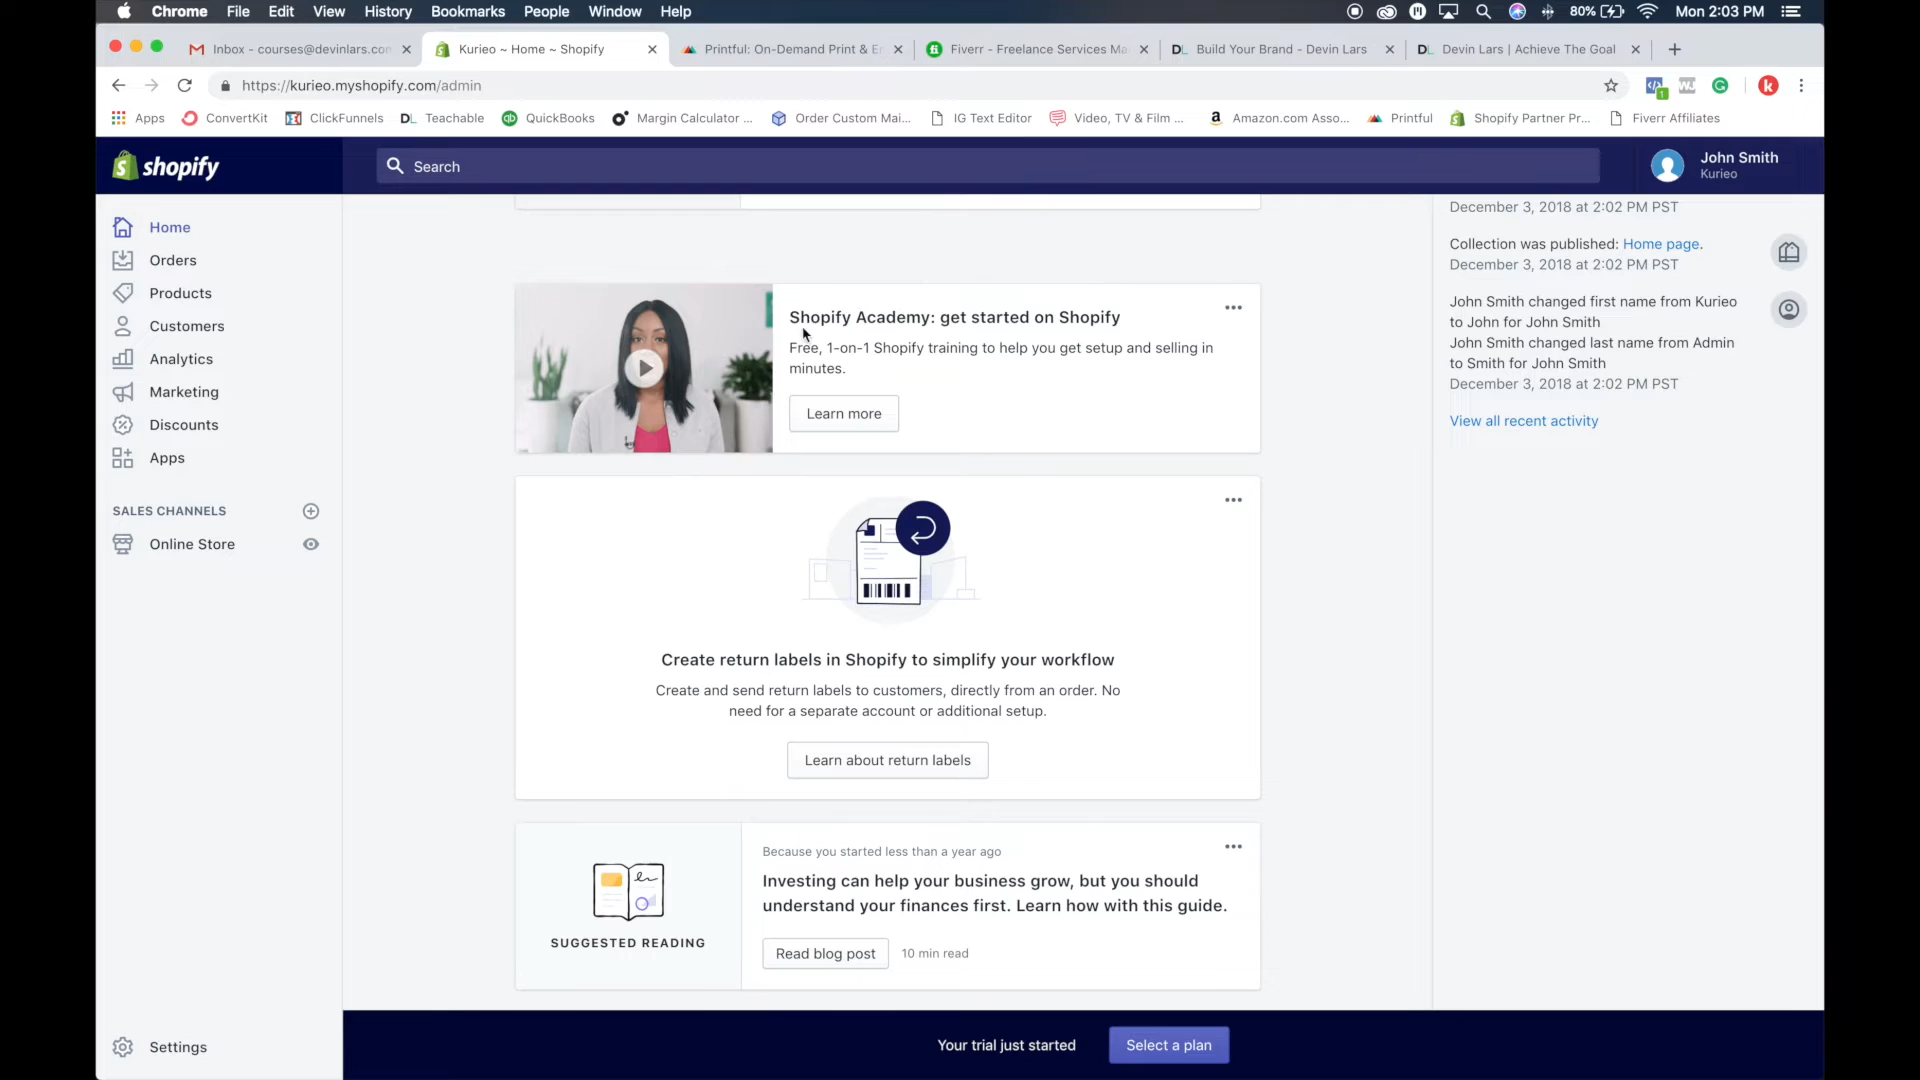 Chrome File Edit View History Bookmarks People Window Help 80% Mon 2:03 PM
Inbox - courses@devinlars.con Kurieo ~ Home ~ Shopify Printful: On-Demand Print & E Fiverr - Freelance Services Ma Build Your Brand - Devin Lars Devin Lars | Achieve The Goal
https://kurieo.myshopify.com/admin
Apps ConvertKit ClickFunnels Teachable QuickBooks Margin Calculator ... Order Custom Mai... IG Text Editor Video, TV & Film ... Amazon.com Asso... Printful Shopify Partner Pr... Fiverr Affiliates
shopify
Search
John Smith
Kurieo
Home
Orders
Products
Customers
Analytics
Marketing
Discounts
Apps
SALES CHANNELS
Online Store
Settings
Shopify Academy: get started on Shopify
Free, 1-on-1 Shopify training to help you get setup and selling in
minutes.
Learn more
Create return labels in Shopify to simplify your workflow
Create and send return labels to customers, directly from an order. No
need for a separate account or additional setup.
Learn about return labels
SUGGESTED READING
Because you started less than a year ago
Investing can help your business grow, but you should
understand your finances first. Learn how with this guide.
Read blog post 10 min read
December 3, 2018 at 2:02 PM PST
Collection was published: Home page.
December 3, 2018 at 2:02 PM PST
John Smith changed first name from Kurieo
to John for John Smith
John Smith changed last name from Admin
to Smith for John Smith
December 3, 2018 at 2:02 PM PST
View all recent activity
Your trial just started Select a plan